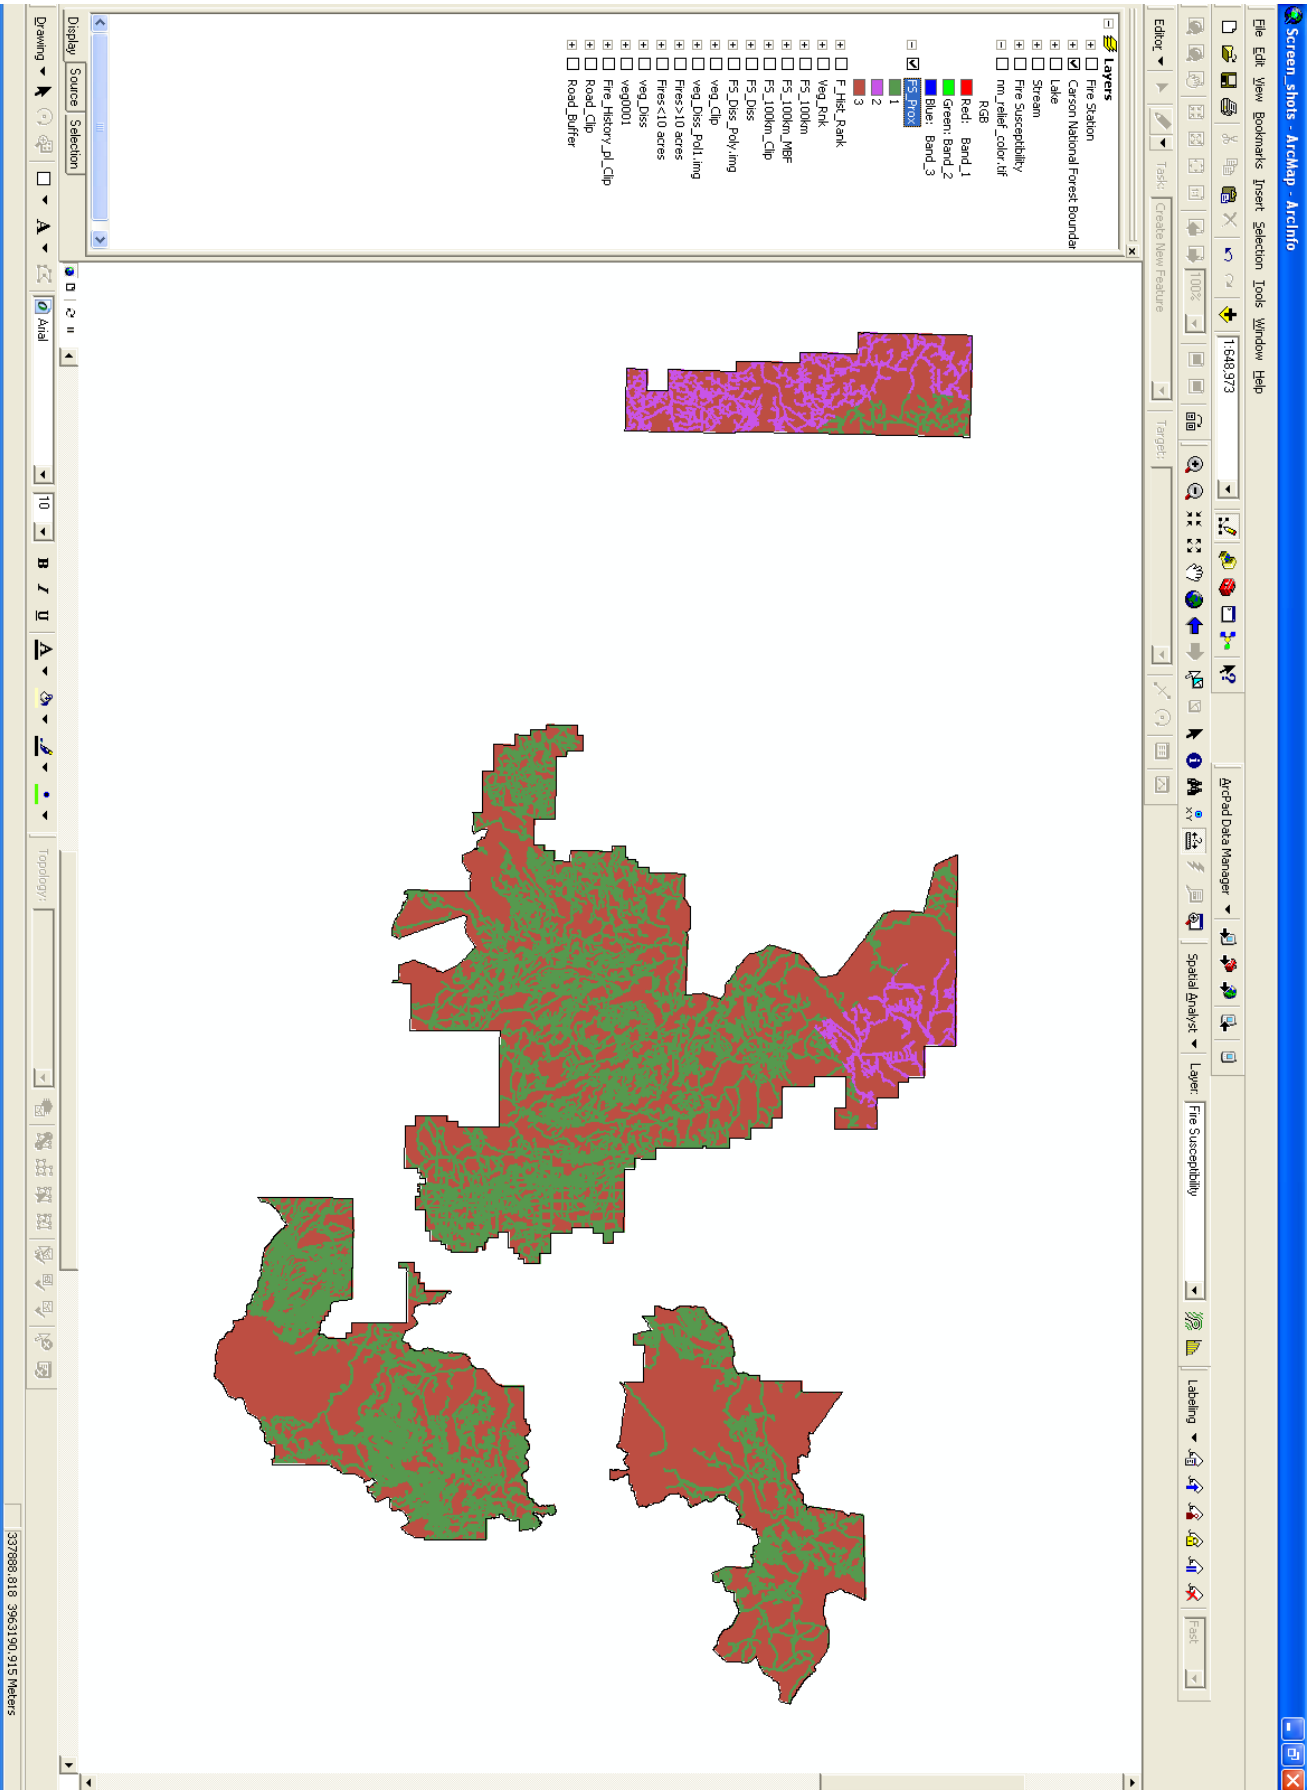 Screen_shots - ArcMap - ArcInfo
File Edit View Bookmarks Insert Selection Tools Window Help
1:648,973
ArcPad Data Manager
100%
Spatial Analyst Layer: Fire Susceptibility
Labeling
Fast
Editor Task: Create New Feature Target:
Layers
Fire Station
Carson National Forest Boundar
Lake
Stream
Fire Susceptibility
nm_relief_color.tif
RGB
Red: Band_1
Green: Band_2
Blue: Band_3
FS_Prox
1
2
3
F_Hist_Rank
Veg_Rnk
FS_100km
FS_100km_MBF
FS_100km_Clip
FS_Diss
FS_Diss_Poly.img
veg_Clip
veg_Diss_Pol1.img
Fires>10 acres
Fires<10 acres
veg_Diss
veg0001
Fire_History_pl_Clip
Road_Clip
Road_Buffer
Display Source Selection
Drawing
A
Arial
10
B I U A
Topology:
337888.818 3963190.915 Meters